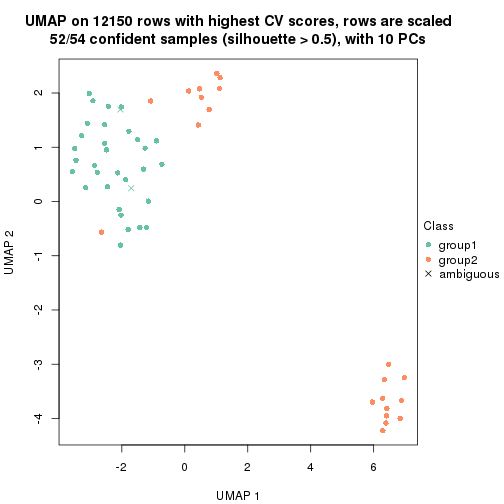 UMAP on 12150 rows with highest CV scores, rows are scaled
52/54 confident samples (silhouette > 0.5), with 10 PCs
2
1
0
-1
-2
-3
-4
UMAP 2
Class
group1
group2
ambiguous
-2
0
2
4
6
UMAP 1